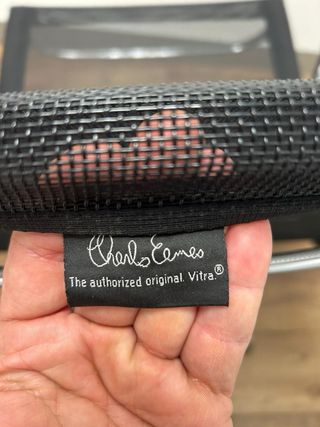 Charles Eames
The authorized original. Vitra.®